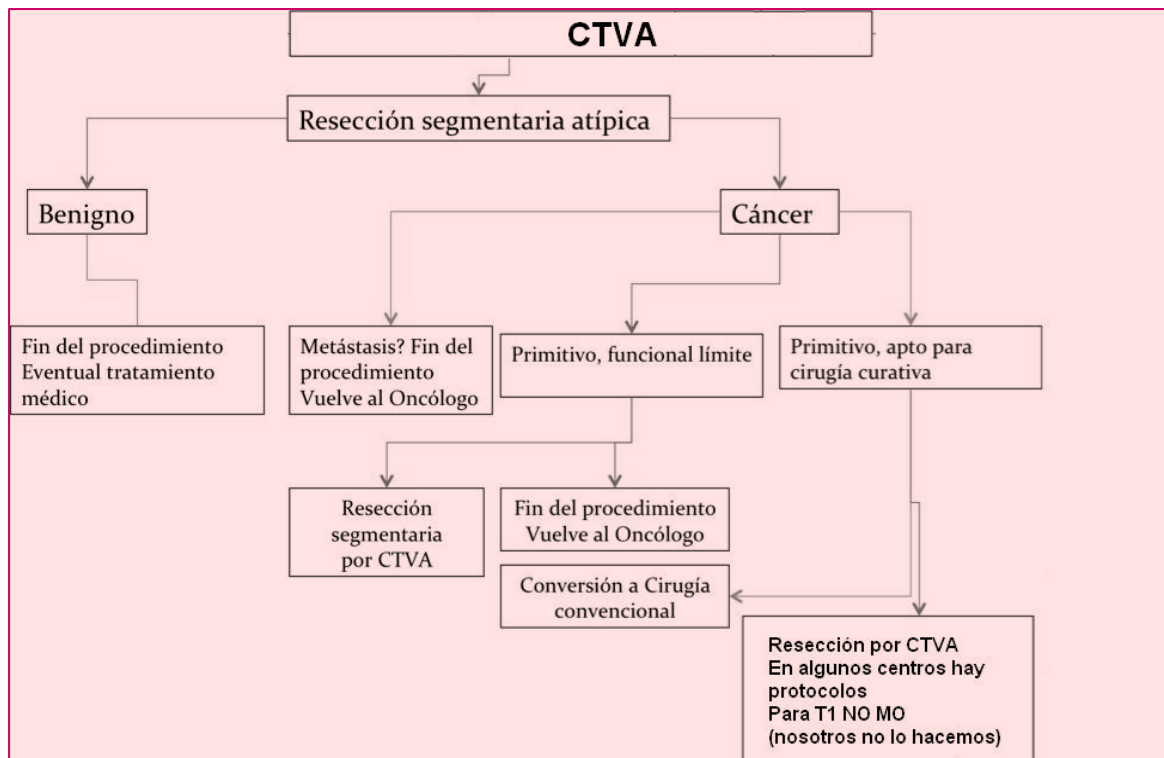 CTVA
Resección segmentaria atípica
Benigno
Cáncer
Fin del procedimiento
Eventual tratamiento
médico
Metástasis? Fin del
procedimiento
Vuelve al Oncólogo
Primitivo, funcional límite
Primitivo, apto para
cirugía curativa
Resección
segmentaria
por CTVA
Fin del procedimiento
Vuelve al Oncólogo
Conversión a Cirugía
convencional
Resección por CTVA
En algunos centros hay
protocolos
Para T1 NO MO
(nosotros no lo hacemos)